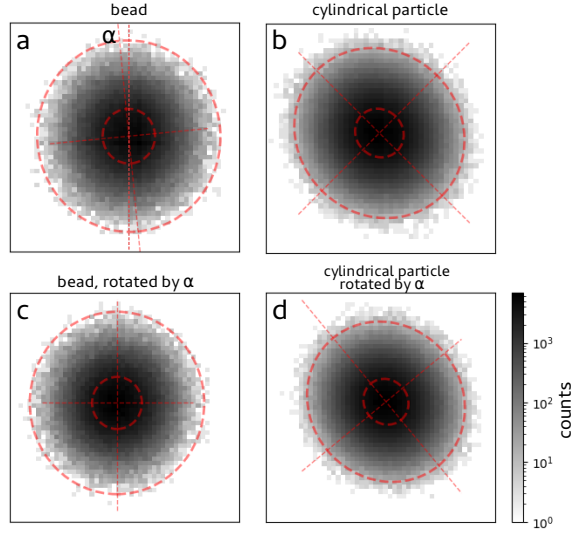 bead
cylindrical particle
a
α
b
bead, rotated by α
cylindrical particle
rotated by α
c
d
10³
10²
10¹
10⁰
counts